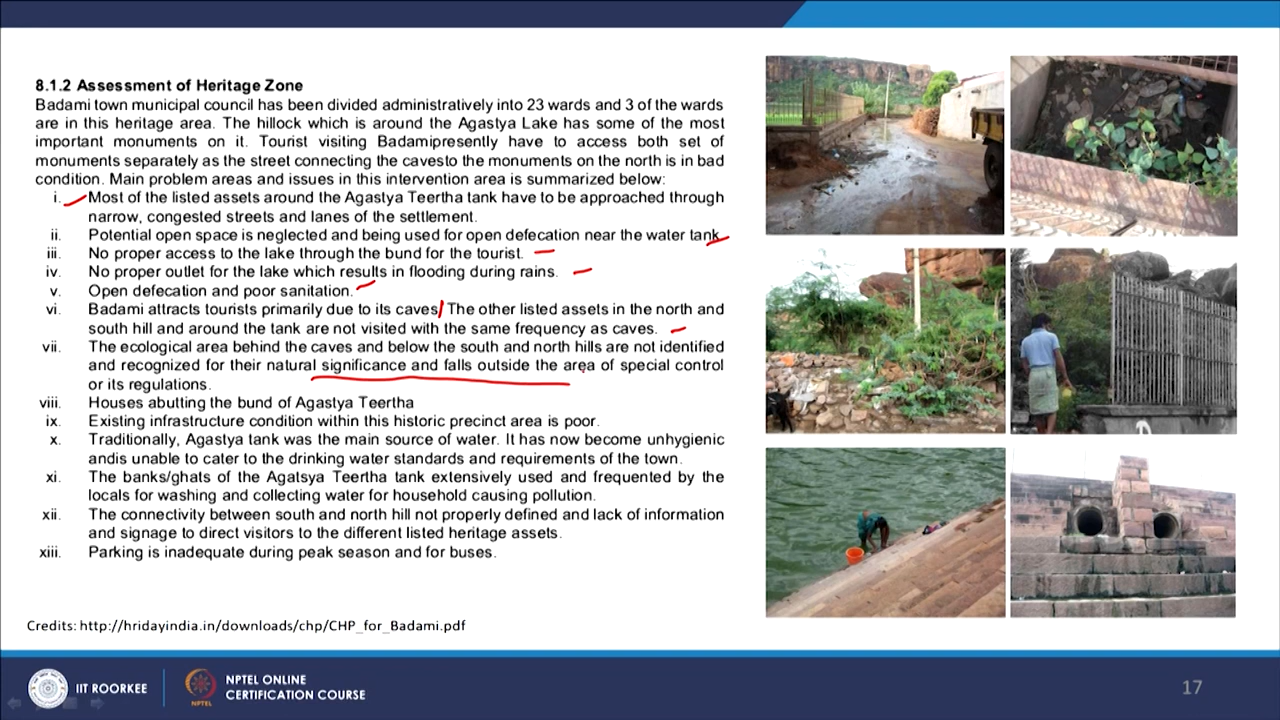 8.1.2 Assessment of Heritage Zone
Badami town municipal council has been divided administratively into 23 wards and 3 of the wards
are in this heritage area. The hillock which is around the Agastya Lake has some of the most
important monuments on it. Tourist visiting Badamipresently have to access both set of
monuments separately as the street connecting the cavesto the monuments on the north is in bad
condition. Main problem areas and issues in this intervention area is summarized below:
i. Most of the listed assets around the Agastya Teertha tank have to be approached through
narrow, congested streets and lanes of the settlement.
ii. Potential open space is neglected and being used for open defecation near the water tank.
iii. No proper access to the lake through the bund for the tourist.
iv. No proper outlet for the lake which results in flooding during rains.
v. Open defecation and poor sanitation.
vi. Badami attracts tourists primarily due to its caves. The other listed assets in the north and
south hill and around the tank are not visited with the same frequency as caves.
vii. The ecological area behind the caves and below the south and north hills are not identified
and recognized for their natural significance and falls outside the area of special control
or its regulations.
viii. Houses abutting the bund of Agastya Teertha
ix. Existing infrastructure condition within this historic precinct area is poor.
x. Traditionally, Agastya tank was the main source of water. It has now become unhygienic
andis unable to cater to the drinking water standards and requirements of the town.
xi. The banks/ghats of the Agatsya Teertha tank extensively used and frequented by the
locals for washing and collecting water for household causing pollution.
xii. The connectivity between south and north hill not properly defined and lack of information
and signage to direct visitors to the different listed heritage assets.
xiii. Parking is inadequate during peak season and for buses.
Credits: http://hridayindia.in/downloads/chp/CHP_for_Badami.pdf
IIT ROORKEE
NPTEL
NPTEL ONLINE
CERTIFICATION COURSE
17